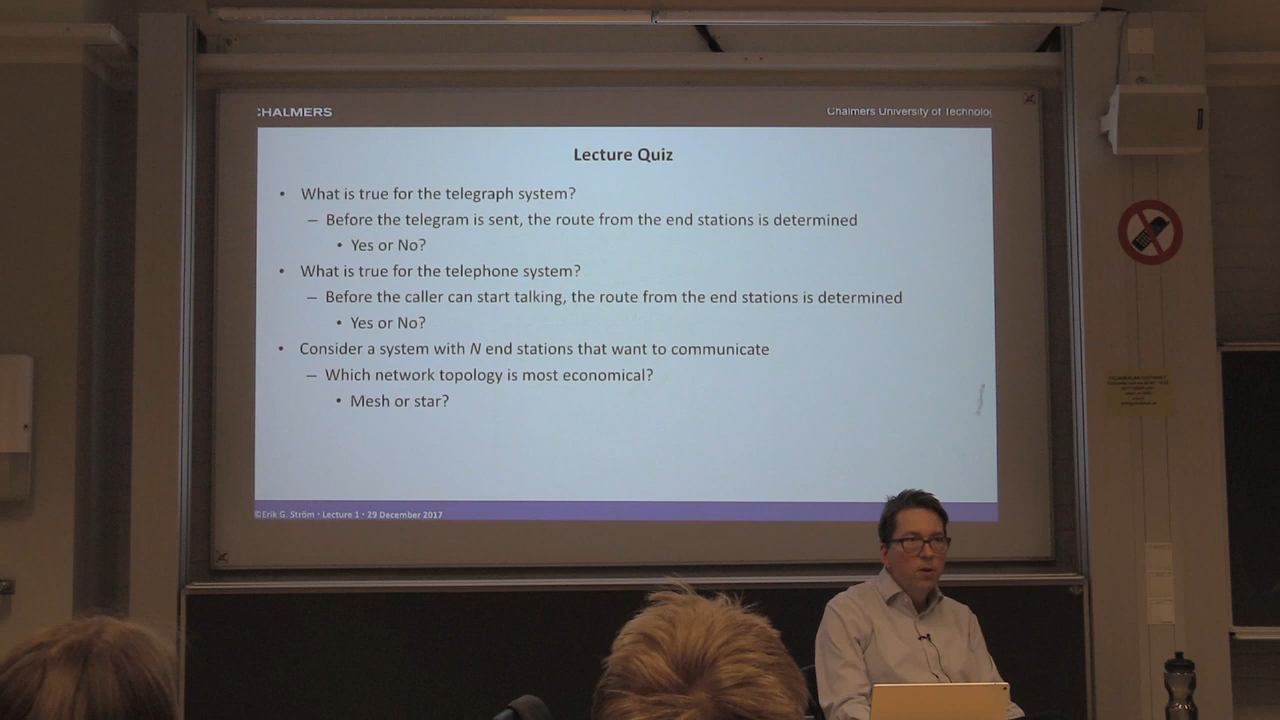 CHALMERS
Chalmers University of Technolog
Lecture Quiz
• What is true for the telegraph system?
– Before the telegram is sent, the route from the end stations is determined
• Yes or No?
• What is true for the telephone system?
– Before the caller can start talking, the route from the end stations is determined
• Yes or No?
• Consider a system with N end stations that want to communicate
– Which network topology is most economical?
• Mesh or star?
©Erik G. Ström • Lecture 1 • 29 December 2017